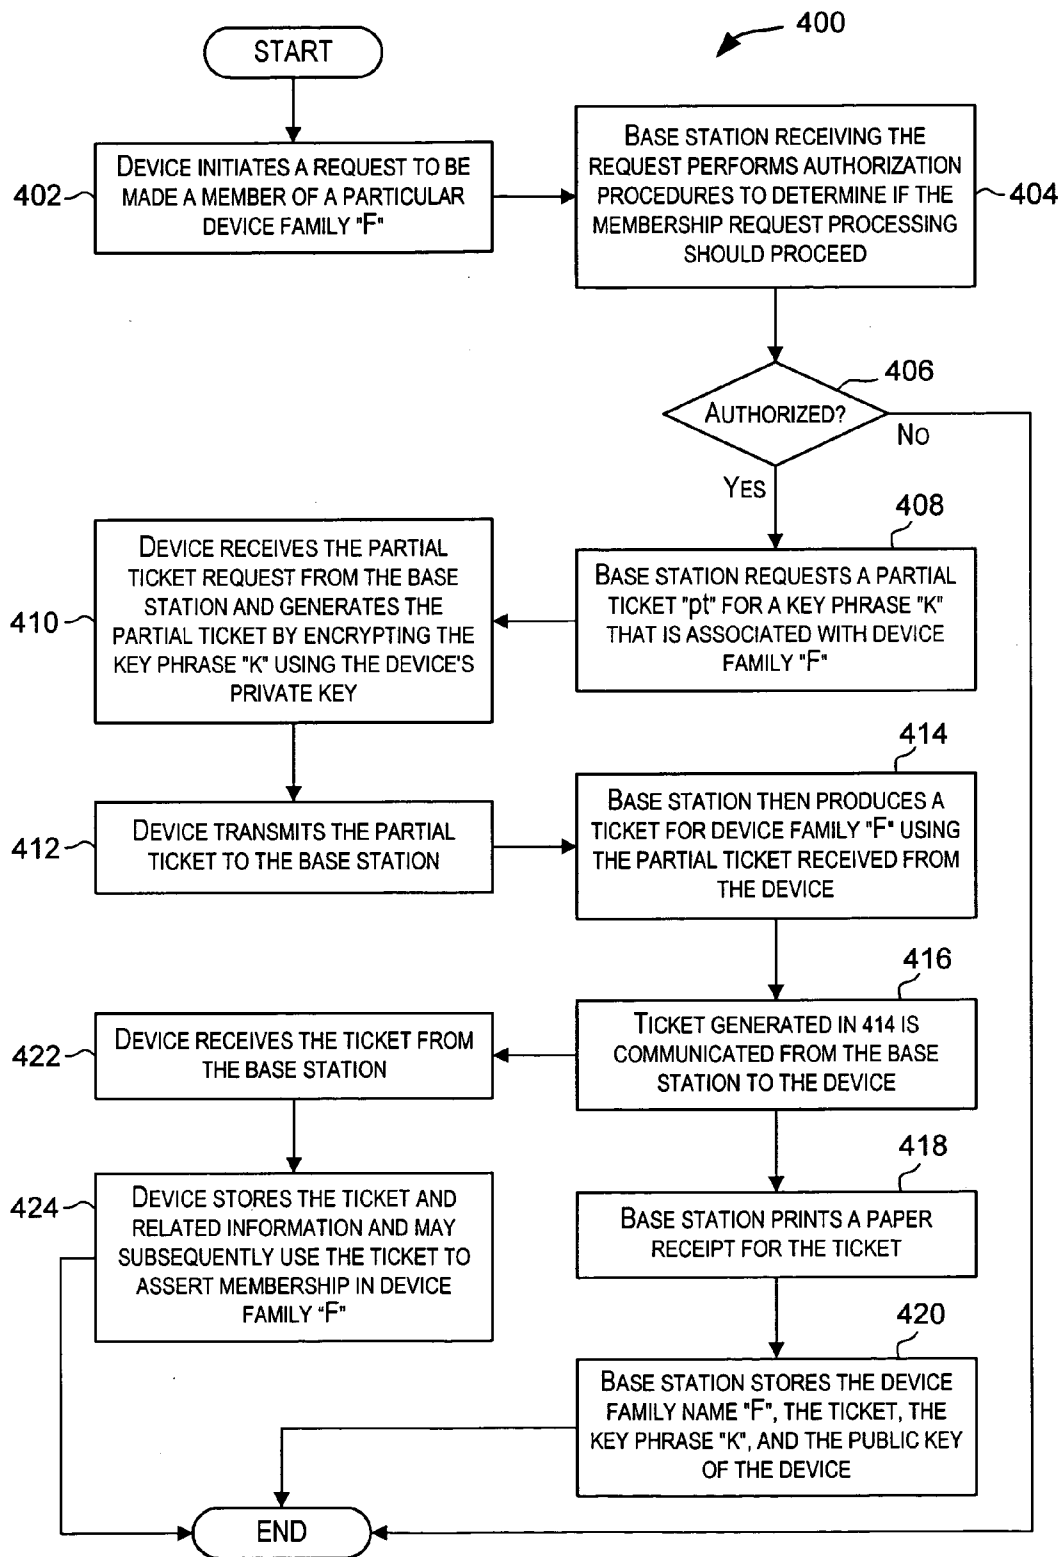 400
START
DEVICE INITIATES A REQUEST TO BE
MADE A MEMBER OF A PARTICULAR
DEVICE FAMILY "F"
402
BASE STATION RECEIVING THE
REQUEST PERFORMS AUTHORIZATION
PROCEDURES TO DETERMINE IF THE
MEMBERSHIP REQUEST PROCESSING
SHOULD PROCEED
404
406
AUTHORIZED?
NO
YES
408
BASE STATION REQUESTS A PARTIAL
TICKET "pt" FOR A KEY PHRASE "K"
THAT IS ASSOCIATED WITH DEVICE
FAMILY "F"
410
DEVICE RECEIVES THE PARTIAL
TICKET REQUEST FROM THE BASE
STATION AND GENERATES THE
PARTIAL TICKET BY ENCRYPTING THE
KEY PHRASE "K" USING THE DEVICE'S
PRIVATE KEY
412
DEVICE TRANSMITS THE PARTIAL
TICKET TO THE BASE STATION
414
BASE STATION THEN PRODUCES A
TICKET FOR DEVICE FAMILY "F" USING
THE PARTIAL TICKET RECEIVED FROM
THE DEVICE
416
TICKET GENERATED IN 414 IS
COMMUNICATED FROM THE BASE
STATION TO THE DEVICE
422
DEVICE RECEIVES THE TICKET FROM
THE BASE STATION
418
BASE STATION PRINTS A PAPER
RECEIPT FOR THE TICKET
424
DEVICE STORES THE TICKET AND
RELATED INFORMATION AND MAY
SUBSEQUENTLY USE THE TICKET TO
ASSERT MEMBERSHIP IN DEVICE
FAMILY "F"
420
BASE STATION STORES THE DEVICE
FAMILY NAME "F", THE TICKET, THE
KEY PHRASE "K", AND THE PUBLIC KEY
OF THE DEVICE
END